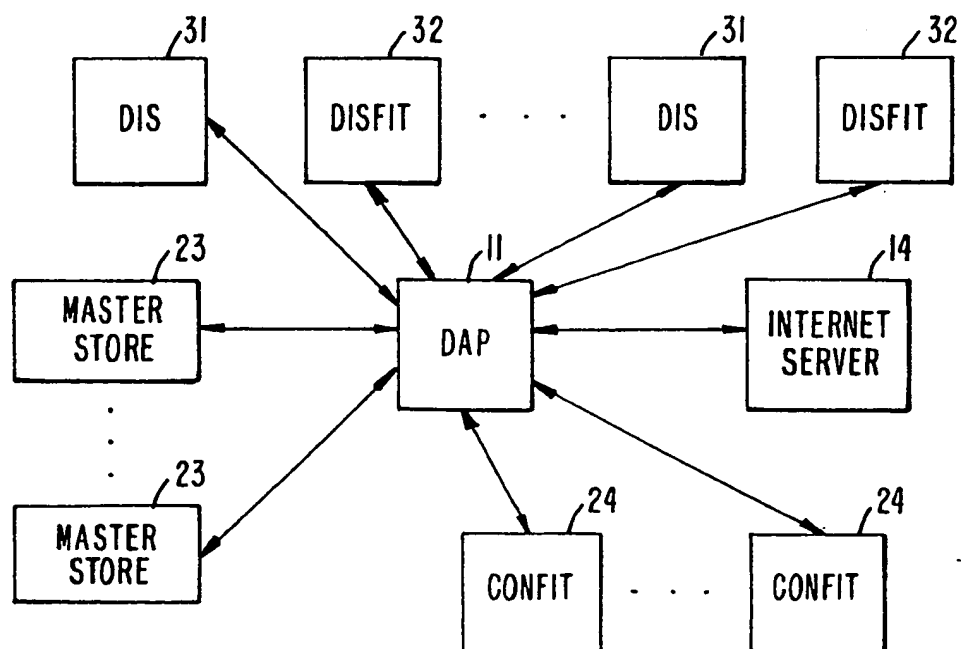 31
32
31
32
DIS
DISFIT
DIS
DISFIT
23
11
14
MASTER
STORE
DAP
INTERNET
SERVER
23
24
24
MASTER
STORE
CONFIT
CONFIT